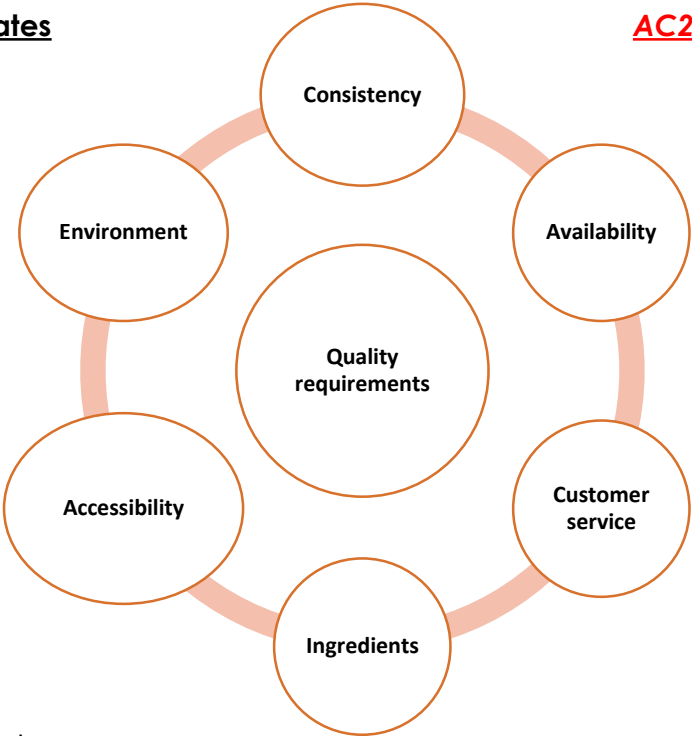 ates
AC2
Consistency
Environment
Availability
Quality
requirements
Accessibility
Customer
service
Ingredients